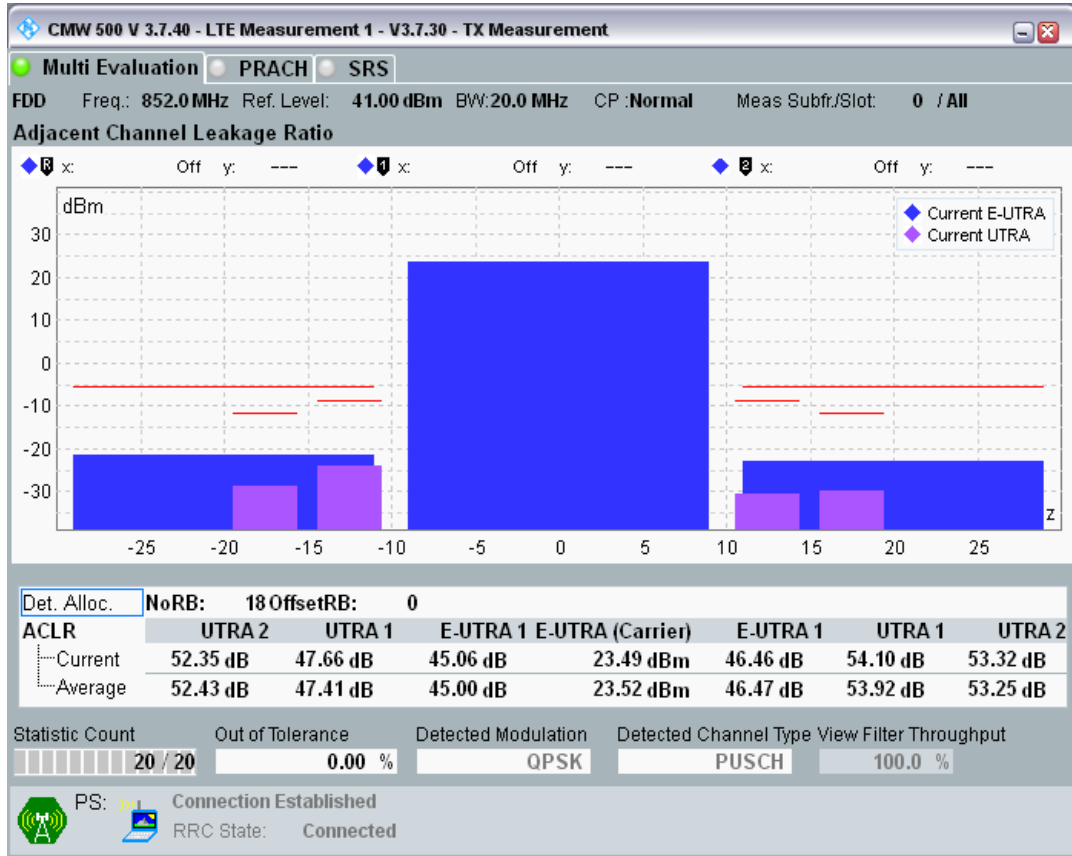 CMW 500 V 3.7.40 - LTE Measurement 1 - V3.7.30 - TX Measurement
Multi Evaluation PRACH SRS
FDD Freq.: 852.0 MHz Ref. Level: 41.00 dBm BW:20.0 MHz CP :Normal Meas Subfr./Slot: 0 / All
Adjacent Channel Leakage Ratio
R x: Off y: --- 1 x: Off y: --- 2 x: Off y: ---
dBm
Current E-UTRA
Current UTRA
30
20
10
0
-10
-20
-30
z
-25 -20 -15 -10 -5 0 5 10 15 20 25
Det. Alloc. NoRB: 18 OffsetRB: 0
ACLR UTRA 2 UTRA 1 E-UTRA 1 E-UTRA (Carrier) E-UTRA 1 UTRA 1 UTRA 2
Current 52.35 dB 47.66 dB 45.06 dB 23.49 dBm 46.46 dB 54.10 dB 53.32 dB
Average 52.43 dB 47.41 dB 45.00 dB 23.52 dBm 46.47 dB 53.92 dB 53.25 dB
Statistic Count Out of Tolerance Detected Modulation Detected Channel Type View Filter Throughput
20 / 20 0.00 % QPSK PUSCH 100.0 %
PS: Connection Established
RRC State: Connected